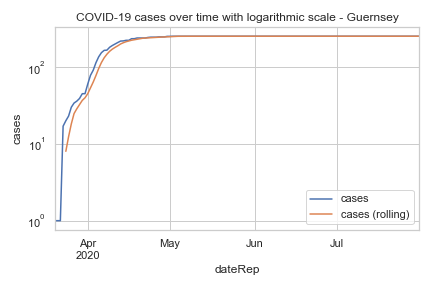 COVID-19 cases over time with logarithmic scale - Guernsey
cases
10²
10¹
10⁰
Apr
2020
May
Jun
Jul
dateRep
cases
cases (rolling)